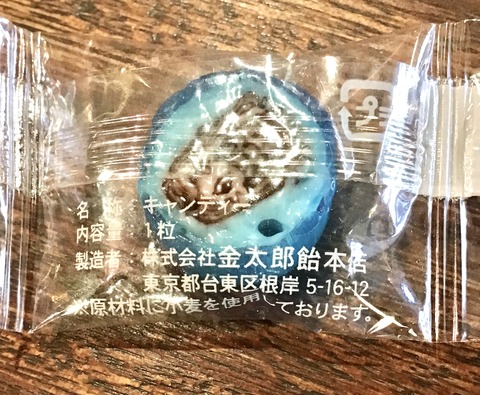 プラ
名　称：キャンディー
内容量：1粒
製造者：株式会社金太郎飴本店
東京都台東区根岸 5-16-12
※原材料に小麦を使用しております。